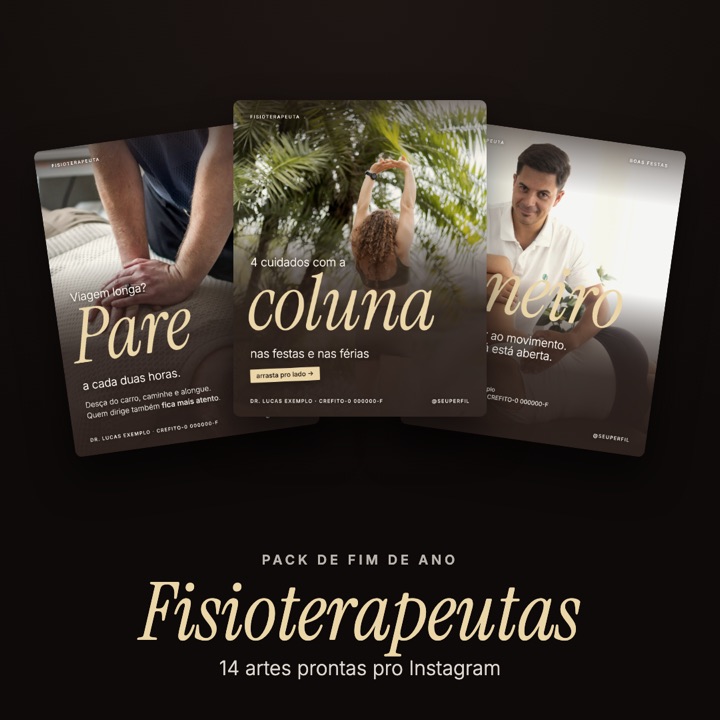 FISIOTERAPEUTA
Viagem longa?
Pare
a cada duas horas.
Desça do carro, caminhe e alongue.
Quem dirige também fica mais atento.
DR. LUCAS EXEMPLO · CREFITO-0 000000-F
FISIOTERAPEUTA
4 cuidados com a
coluna
nas festas e nas férias
arrasta pro lado →
DR. LUCAS EXEMPLO · CREFITO-0 000000-F
@SEUPERFIL
BOAS FESTAS
neiro
ao movimento.
está aberta.
CREFITO-0 000000-F
@SEUPERFIL
PACK DE FIM DE ANO
Fisioterapeutas
14 artes prontas pro Instagram